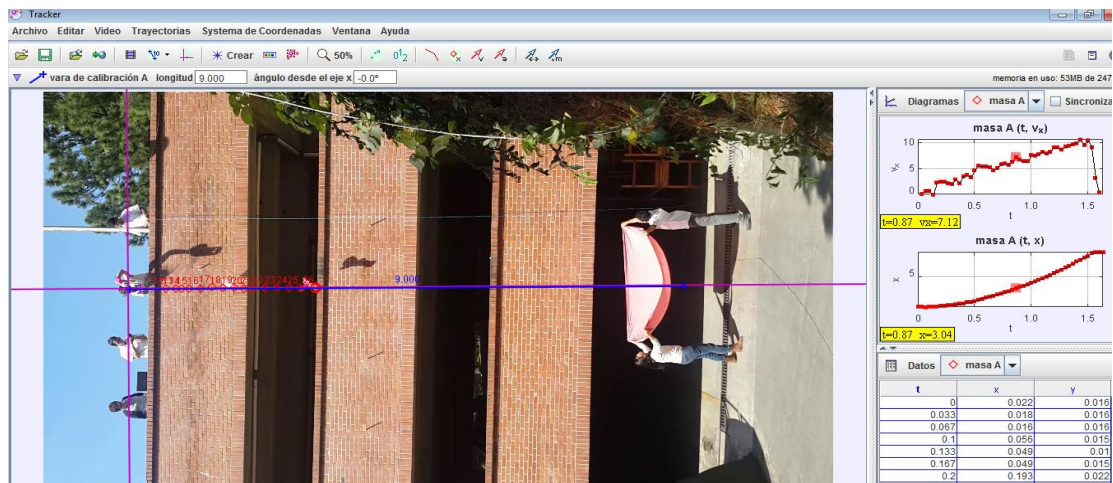 Tracker
Archivo Editar Video Trayectorias Systema de Coordenadas Ventana Ayuda
Crear 50%
vara de calibración A longitud 9.000 ángulo desde el eje x -0.0° memoria en uso: 53MB de 247
9.000
Diagramas masa A Sincroniza
masa A (t, vx)
10
5
0
vx
0 0.5 1.0 1.5
t
t=0.87 vx=7.12
masa A (t, x)
5
x
0 0.5 1.0 1.5
t
t=0.87 x=3.04
Datos masa A
t x y
0 0.022 0.016
0.033 0.018 0.016
0.067 0.016 0.016
0.1 0.056 0.015
0.133 0.049 0.01
0.167 0.049 0.015
0.2 0.193 0.022